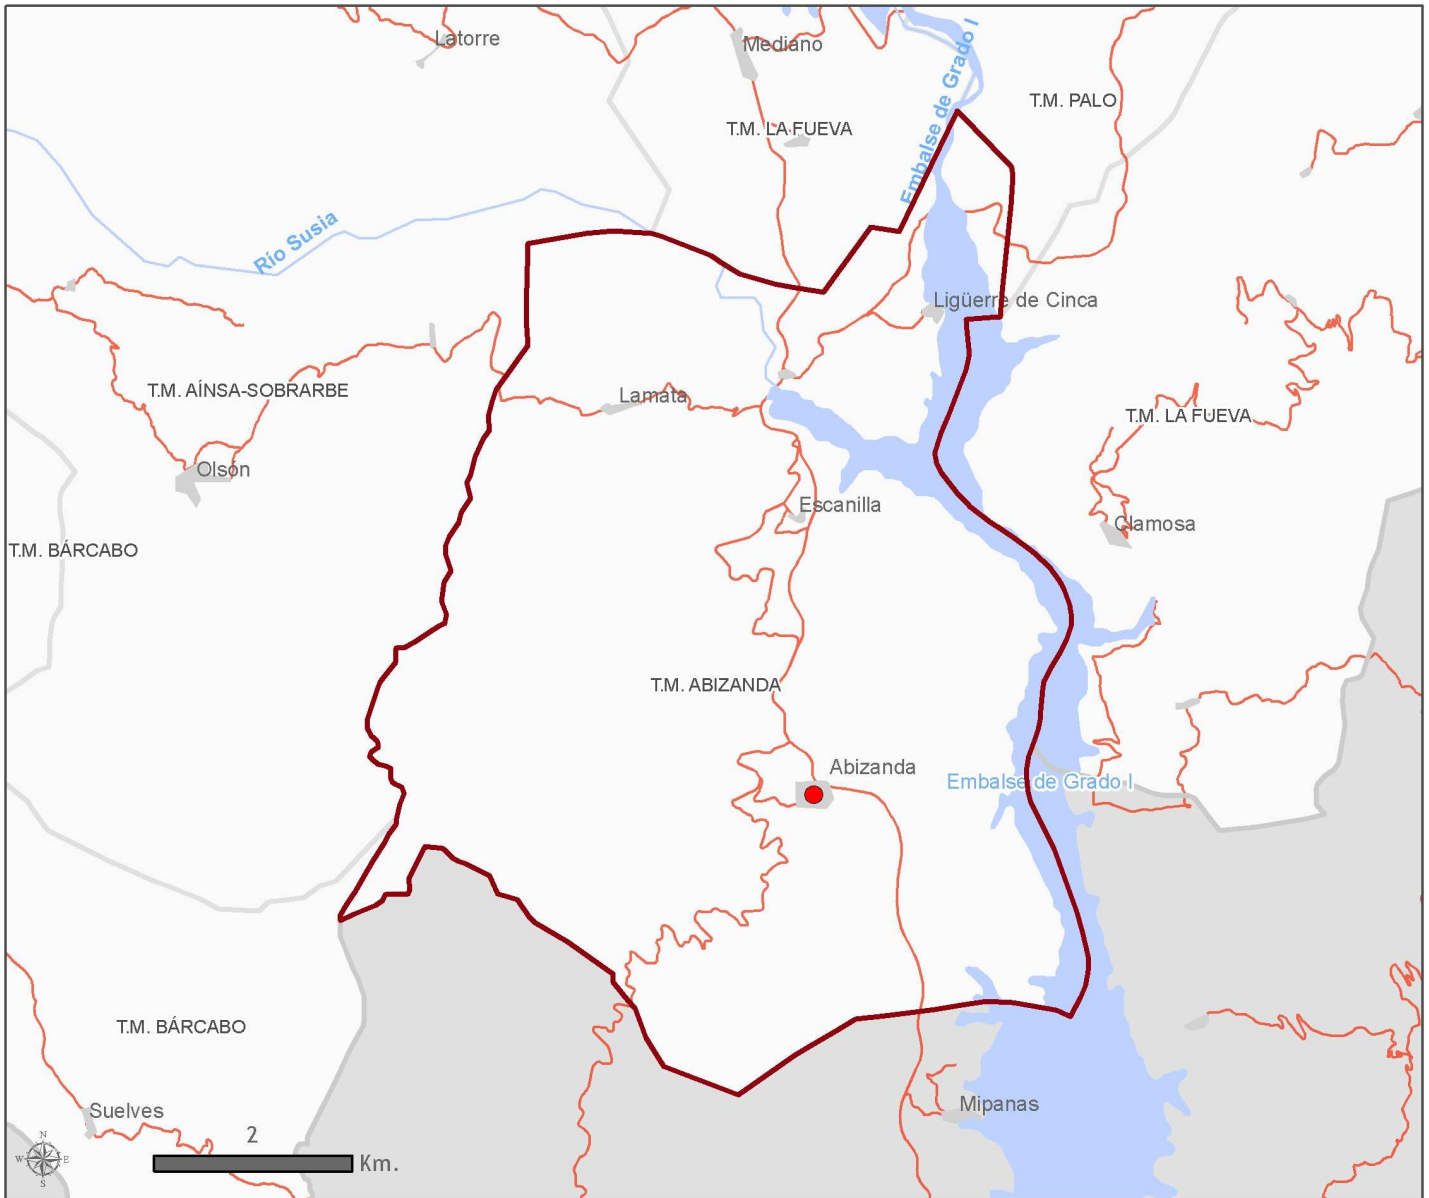 Latorre
Mediano
Embalse de Grado I
T.M. PALO
T.M. LA FUEVA
Río Susia
Ligüerre de Cinca
T.M. AÍNSA-SOBRARBE
Lamata
T.M. LA FUEVA
Olsón
Escanilla
Clamosa
T.M. BÁRCABO
T.M. ABIZANDA
Abizanda
Embalse de Grado I
T.M. BÁRCABO
Suelves
Mipanas
2
Km.
N
W
E
S